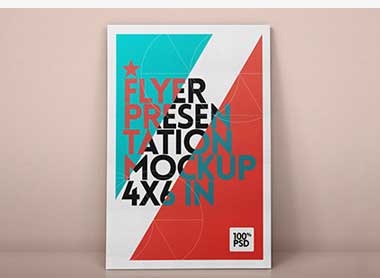 FLYER
PRESEN
TATION
MOCKUP
4X6 IN
100%
PSD